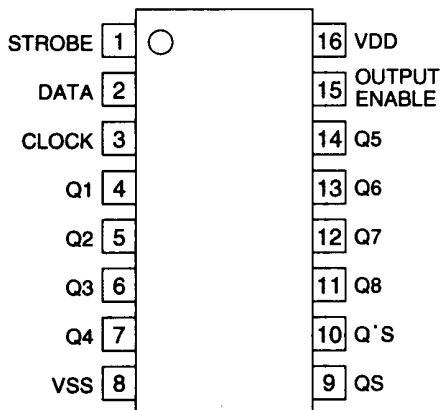 STROBE 1 16 VDD
DATA 2 15 OUTPUT ENABLE
CLOCK 3 14 Q5
Q1 4 13 Q6
Q2 5 12 Q7
Q3 6 11 Q8
Q4 7 10 Q'S
VSS 8 9 QS